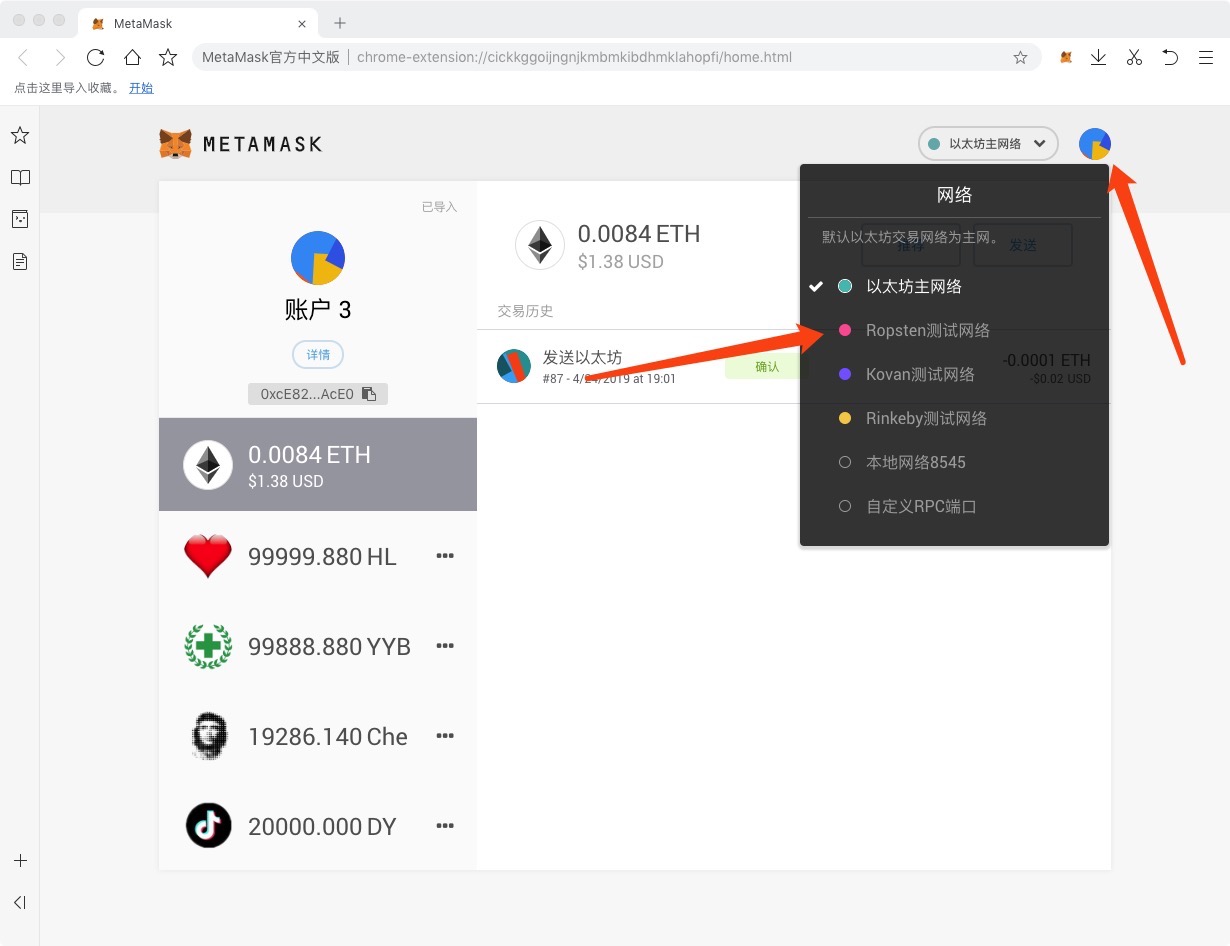 MetaMask
MetaMask官方中文版
chrome-extension://cickkggoijngnjkmbmkibdhmklahopfi/home.html
点击这里导入收藏。 开始
METAMASK
以太坊主网络
已导入
账户 3
详情
0xcE82...AcE0
0.0084 ETH
$1.38 USD
99999.880 HL
99888.880 YYB
19286.140 Che
20000.000 DY
0.0084 ETH
$1.38 USD
推荐
发送
交易历史
发送以太坊
#87 - 4/24/2019 at 19:01
确认
-0.0001 ETH
-$0.02 USD
网络
默认以太坊交易网络为主网。
以太坊主网络
Ropsten测试网络
Kovan测试网络
Rinkeby测试网络
本地网络8545
自定义RPC端口